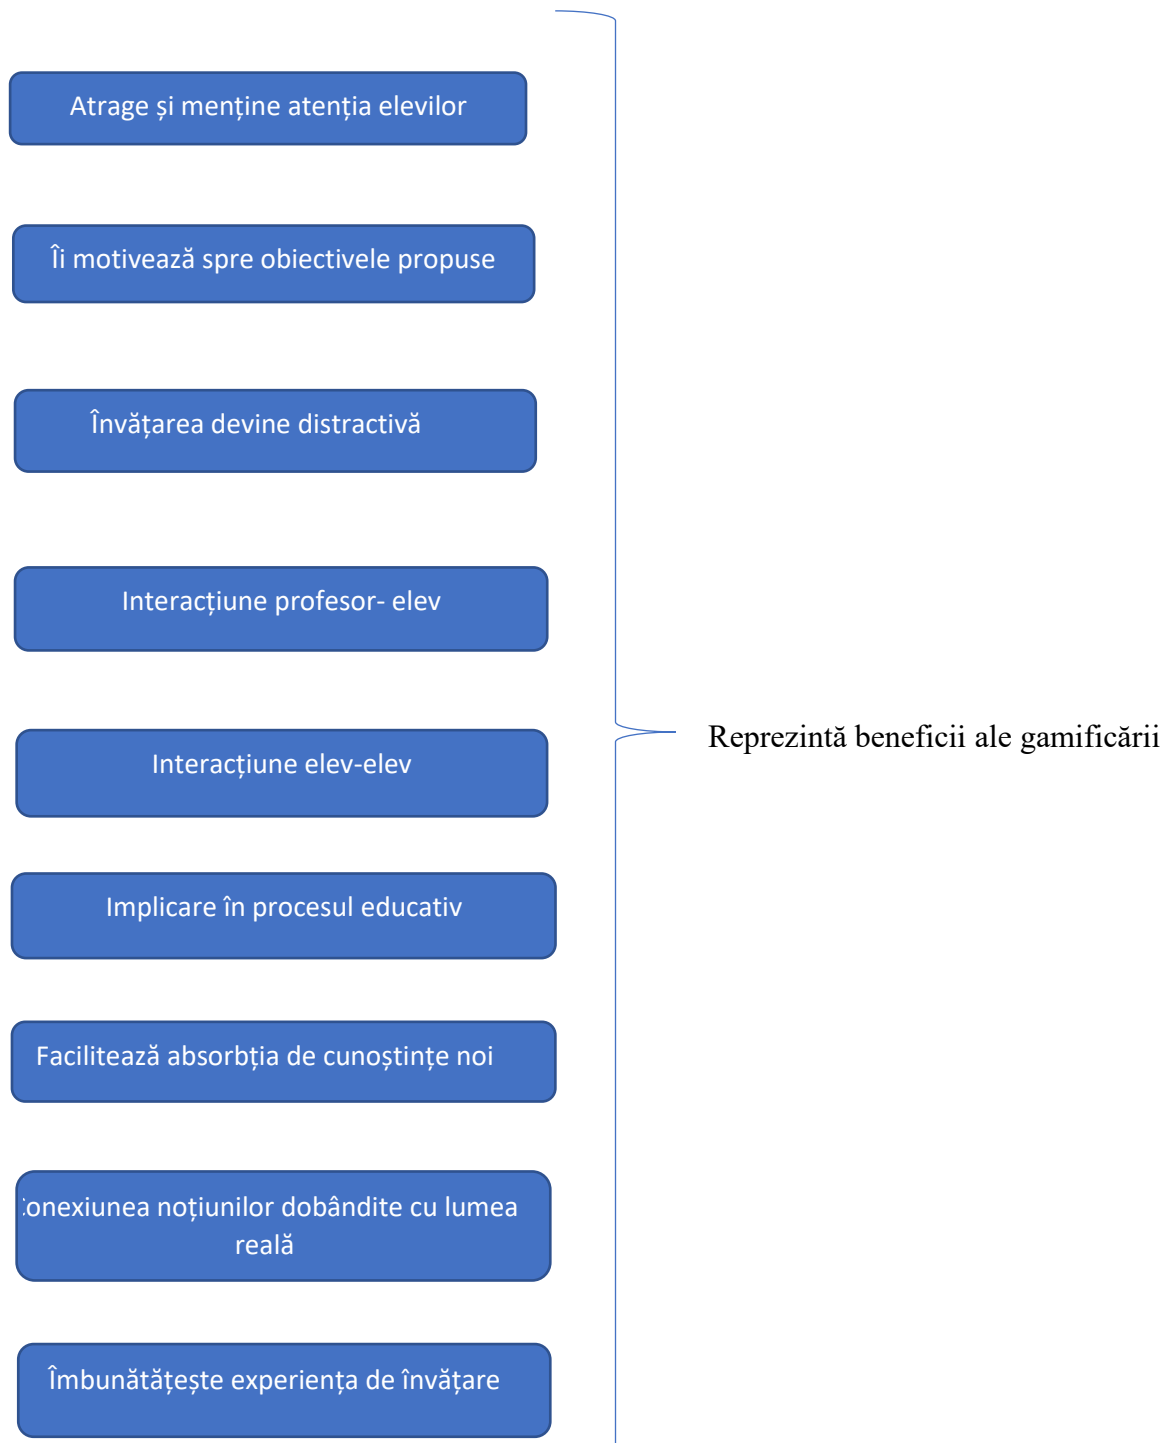 Atrage și menține atenția elevilor
Îi motivează spre obiectivele propuse
Învățarea devine distractivă
Interacțiune profesor- elev
Interacțiune elev-elev
Reprezintă beneficii ale gamificării
Implicare în procesul educativ
Facilitează absorbția de cunoștințe noi
onexiunea noțiunilor dobândite cu lumea
reală
Îmbunătățește experiența de învățare